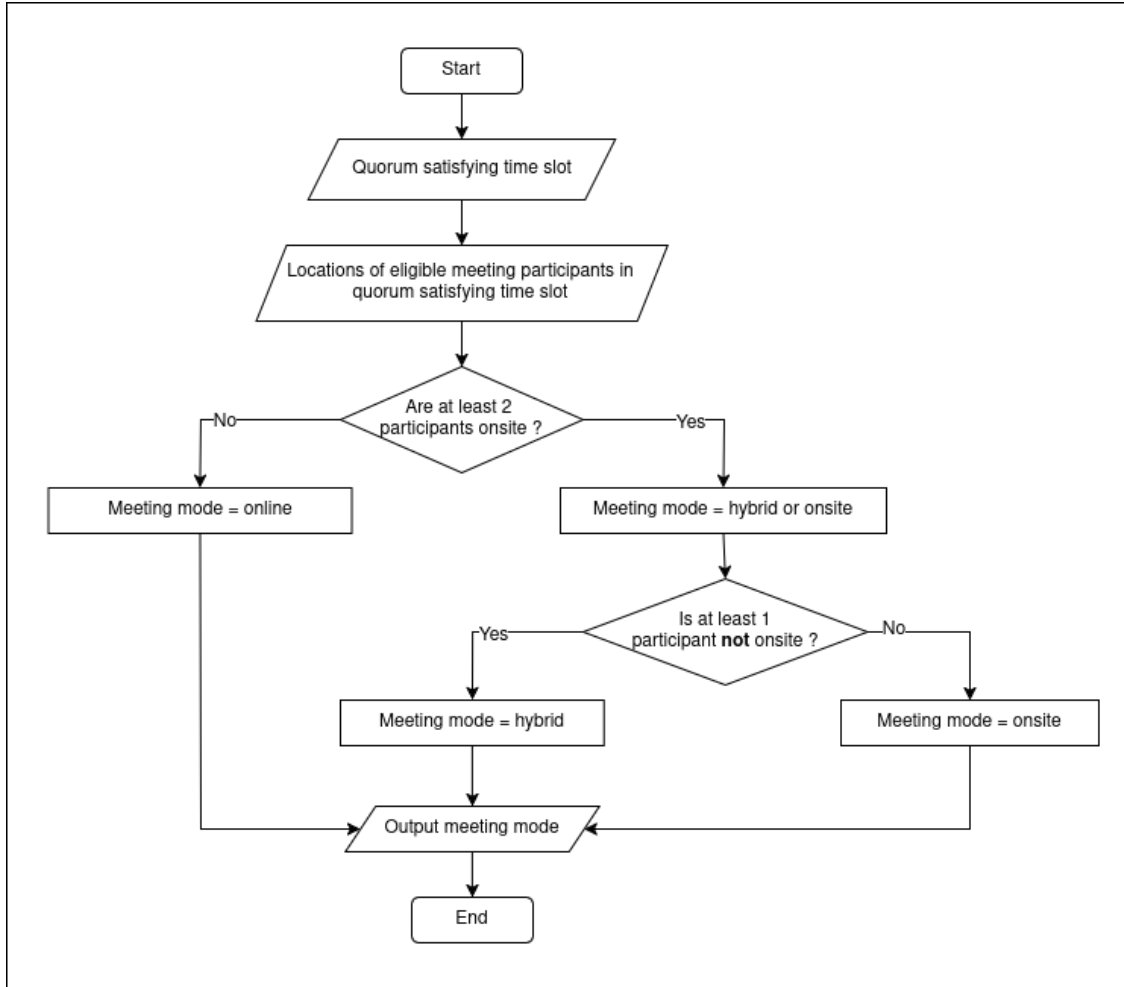 Start
Quorum satisfying time slot
Locations of eligible meeting participants in
quorum satisfying time slot
Are at least 2
participants onsite ?
No
Yes
Meeting mode = online
Meeting mode = hybrid or onsite
Is at least 1
participant not onsite ?
Yes
No
Meeting mode = hybrid
Meeting mode = onsite
Output meeting mode
End